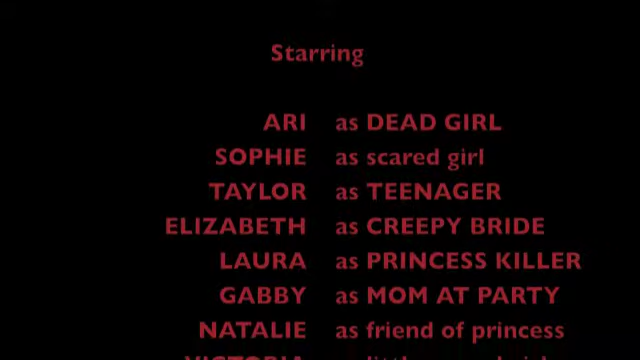 Starring
ARI as DEAD GIRL
SOPHIE as scared girl
TAYLOR as TEENAGER
ELIZABETH as CREEPY BRIDE
LAURA as PRINCESS KILLER
GABBY as MOM AT PARTY
NATALIE as friend of princess